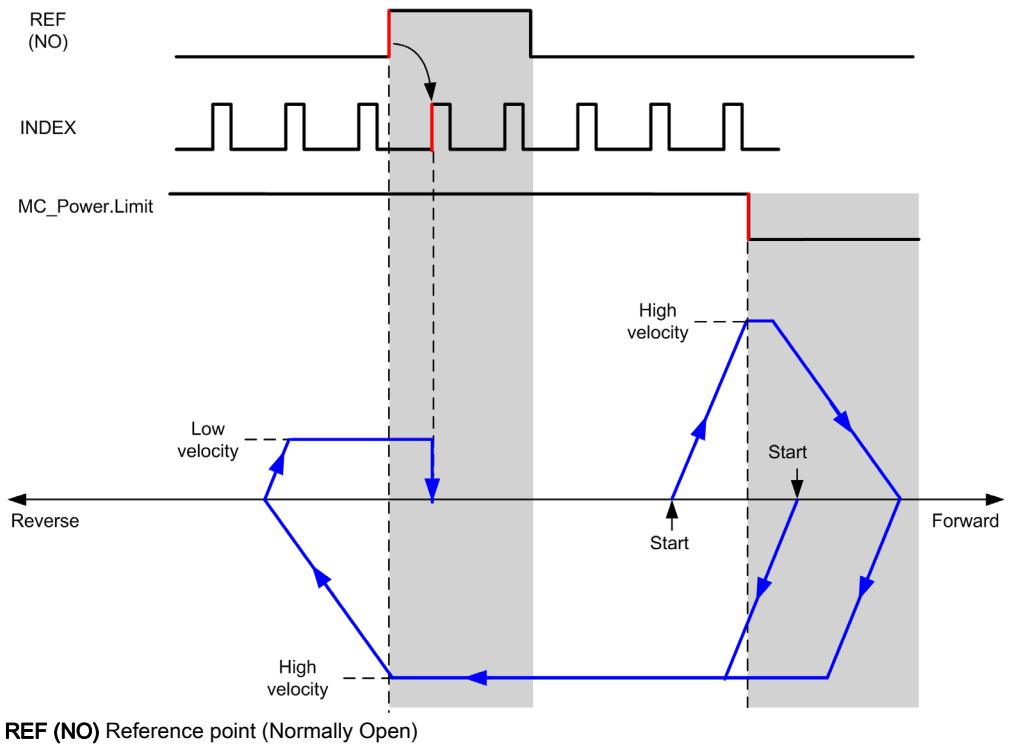 REF
(NO)
INDEX
MC_Power.Limit
High
velocity
Low
velocity
Start
Reverse
Forward
Start
High
velocity
REF (NO) Reference point (Normally Open)